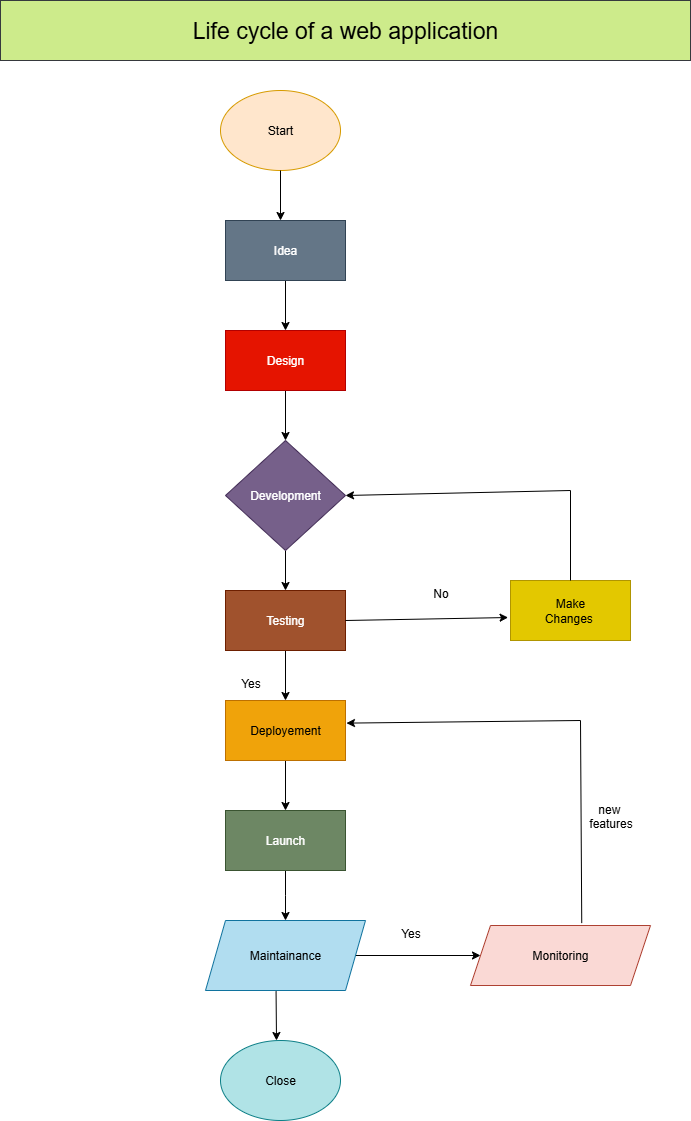 Life cycle of a web application
Start
Idea
Design
Development
Testing
No
Make
Changes
Yes
Deployement
new
features
Launch
Maintainance
Yes
Monitoring
Close